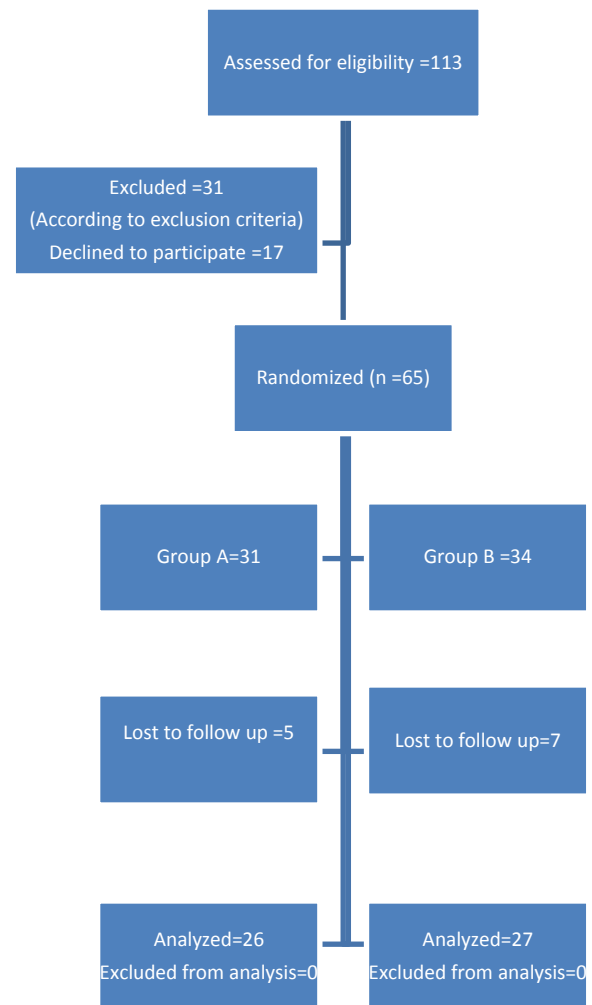 Assessed for eligibility =113
Excluded =31
(According to exclusion criteria)
Declined to participate =17
Randomized (n =65)
Group A=31
Group B =34
Lost to follow up =5
Lost to follow up=7
Analyzed=26
Excluded from analysis=0
Analyzed=27
Excluded from analysis=0